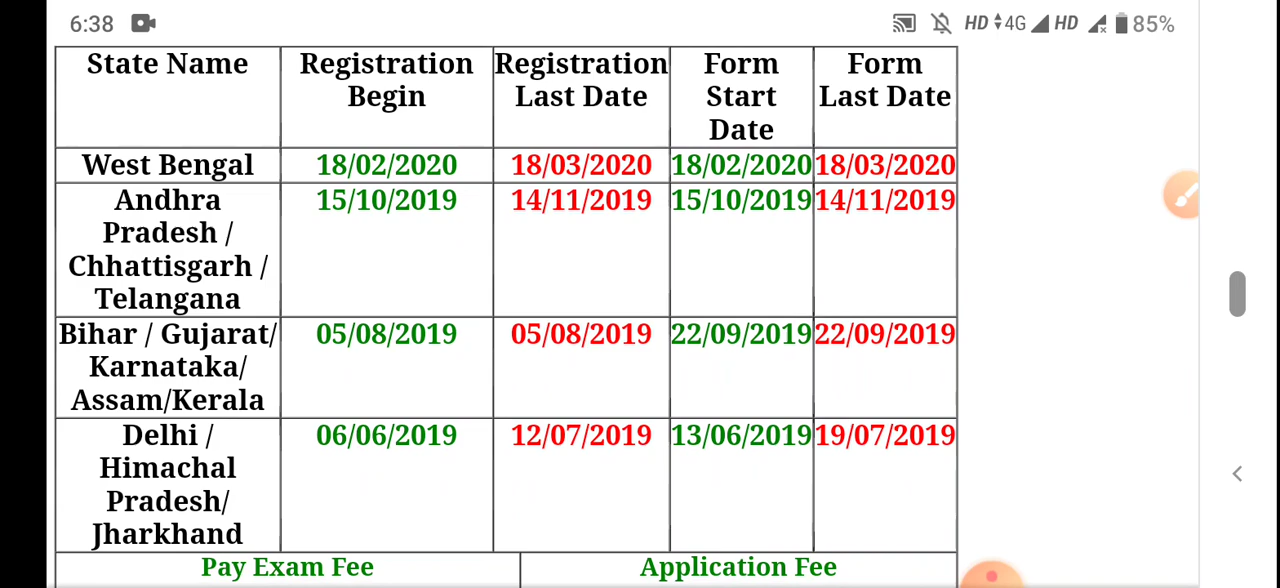 6:38 HD 4G HD 85%
State Name Registration Registration Form Form
Begin Last Date Start Last Date
Date
West Bengal 18/02/2020 18/03/2020 18/02/2020 18/03/2020
Andhra 15/10/2019 14/11/2019 15/10/2019 14/11/2019
Pradesh /
Chhattisgarh /
Telangana
Bihar / Gujarat/ 05/08/2019 05/08/2019 22/09/2019 22/09/2019
Karnataka/
Assam/Kerala
Delhi / 06/06/2019 12/07/2019 13/06/2019 19/07/2019
Himachal
Pradesh/
Jharkhand
Pay Exam Fee Application Fee